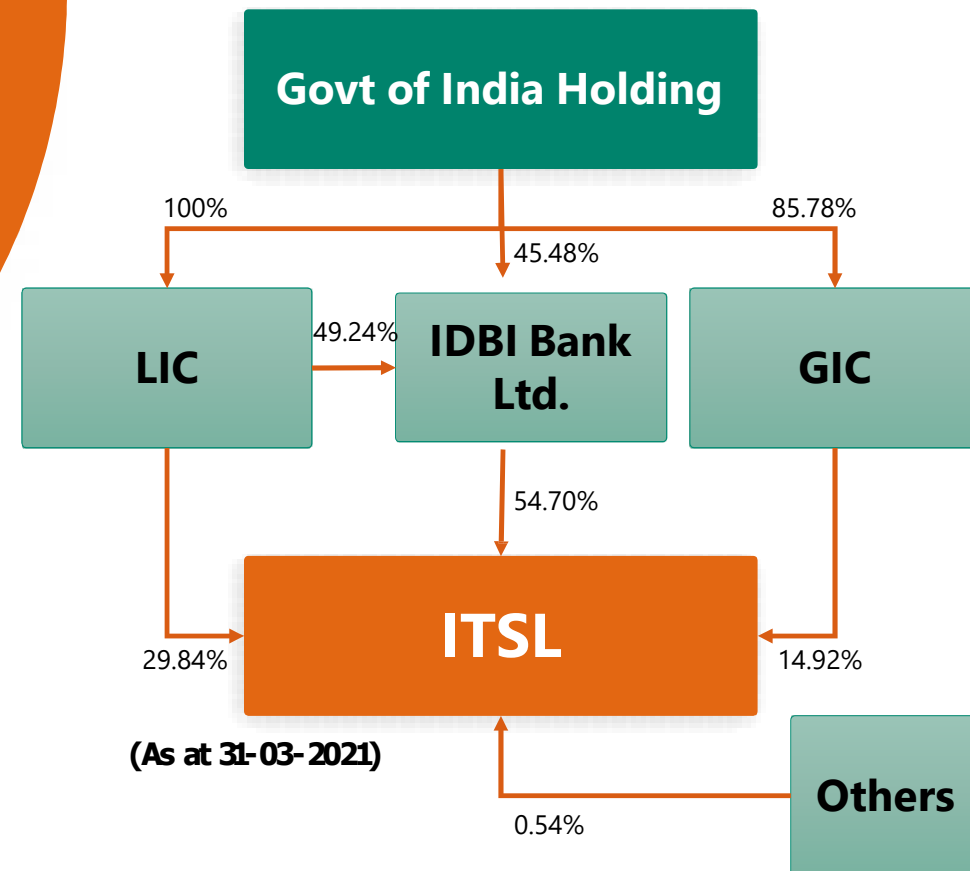 Govt of India Holding
100%
85.78%
45.48%
LIC
49.24%
IDBI Bank
Ltd.
GIC
54.70%
ITSL
29.84%
14.92%
(As at 31-03-2021)
Others
0.54%